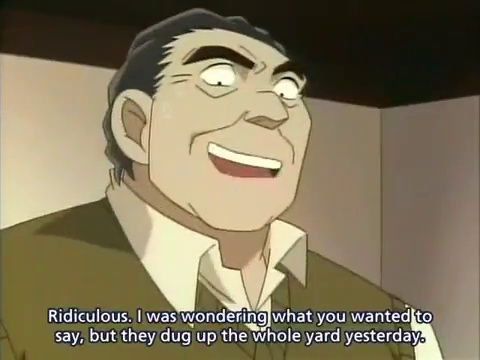 Ridiculous. I was wondering what you wanted to
say, but they dug up the whole yard yesterday.